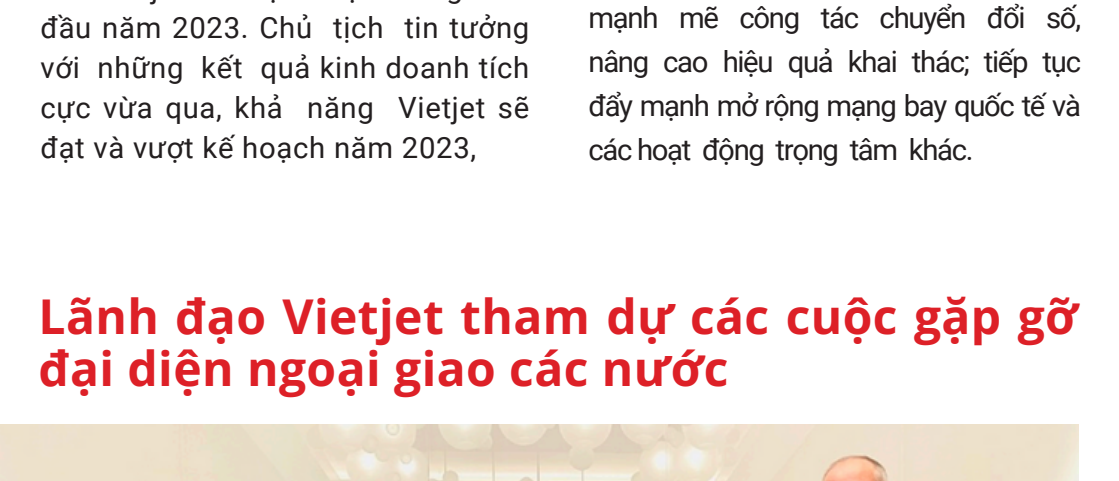 đầu năm 2023. Chủ tịch tin tưởng
với những kết quả kinh doanh tích
cực vừa qua, khả năng Vietjet sẽ
đạt và vượt kế hoạch năm 2023,
mạnh mẽ công tác chuyển đổi số,
nâng cao hiệu quả khai thác; tiếp tục
đẩy mạnh mở rộng mạng bay quốc tế và
các hoạt động trọng tâm khác.
Lãnh đạo Vietjet tham dự các cuộc gặp gỡ
đại diện ngoại giao các nước